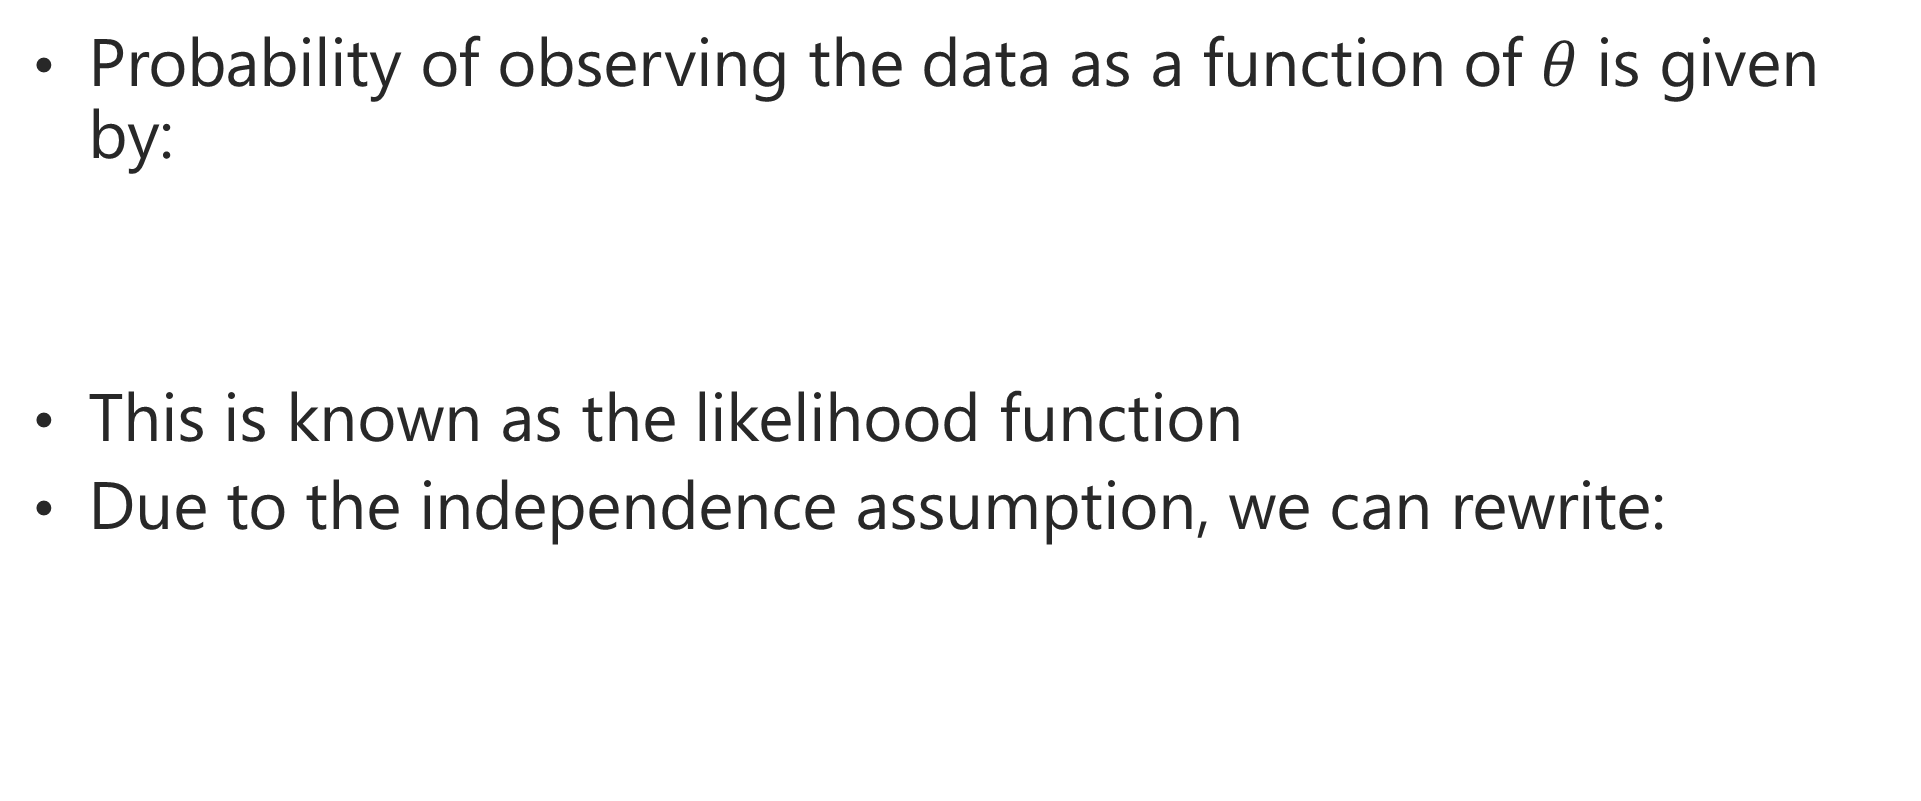 • Probability of observing the data as a function of θ is given
by:
• This is known as the likelihood function
• Due to the independence assumption, we can rewrite: